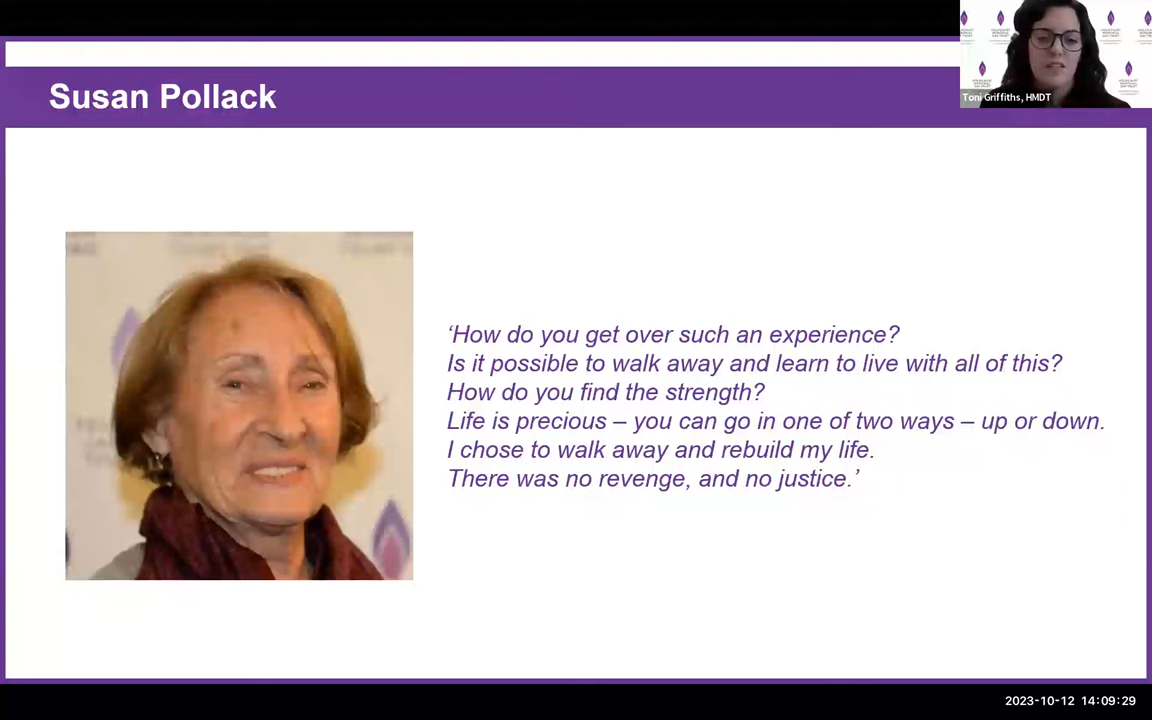 Susan Pollack
Toni Griffiths, HMDT
‘How do you get over such an experience?
Is it possible to walk away and learn to live with all of this?
How do you find the strength?
Life is precious – you can go in one of two ways – up or down.
I chose to walk away and rebuild my life.
There was no revenge, and no justice.’
2023-10-12 14:09:29